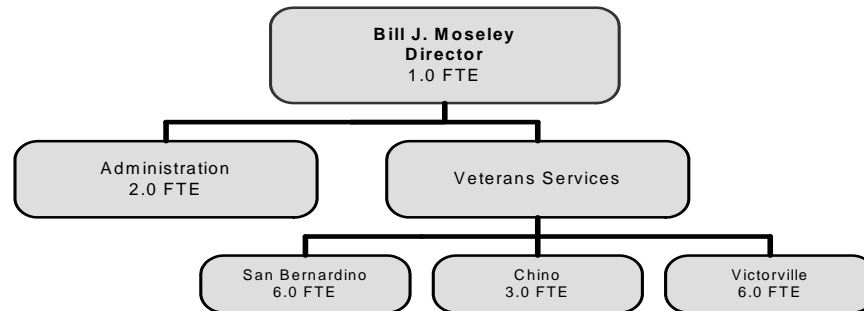 Bill J. Moseley
Director
1.0 FTE
Administration
2.0 FTE
Veterans Services
San Bernardino
6.0 FTE
Chino
3.0 FTE
Victorville
6.0 FTE